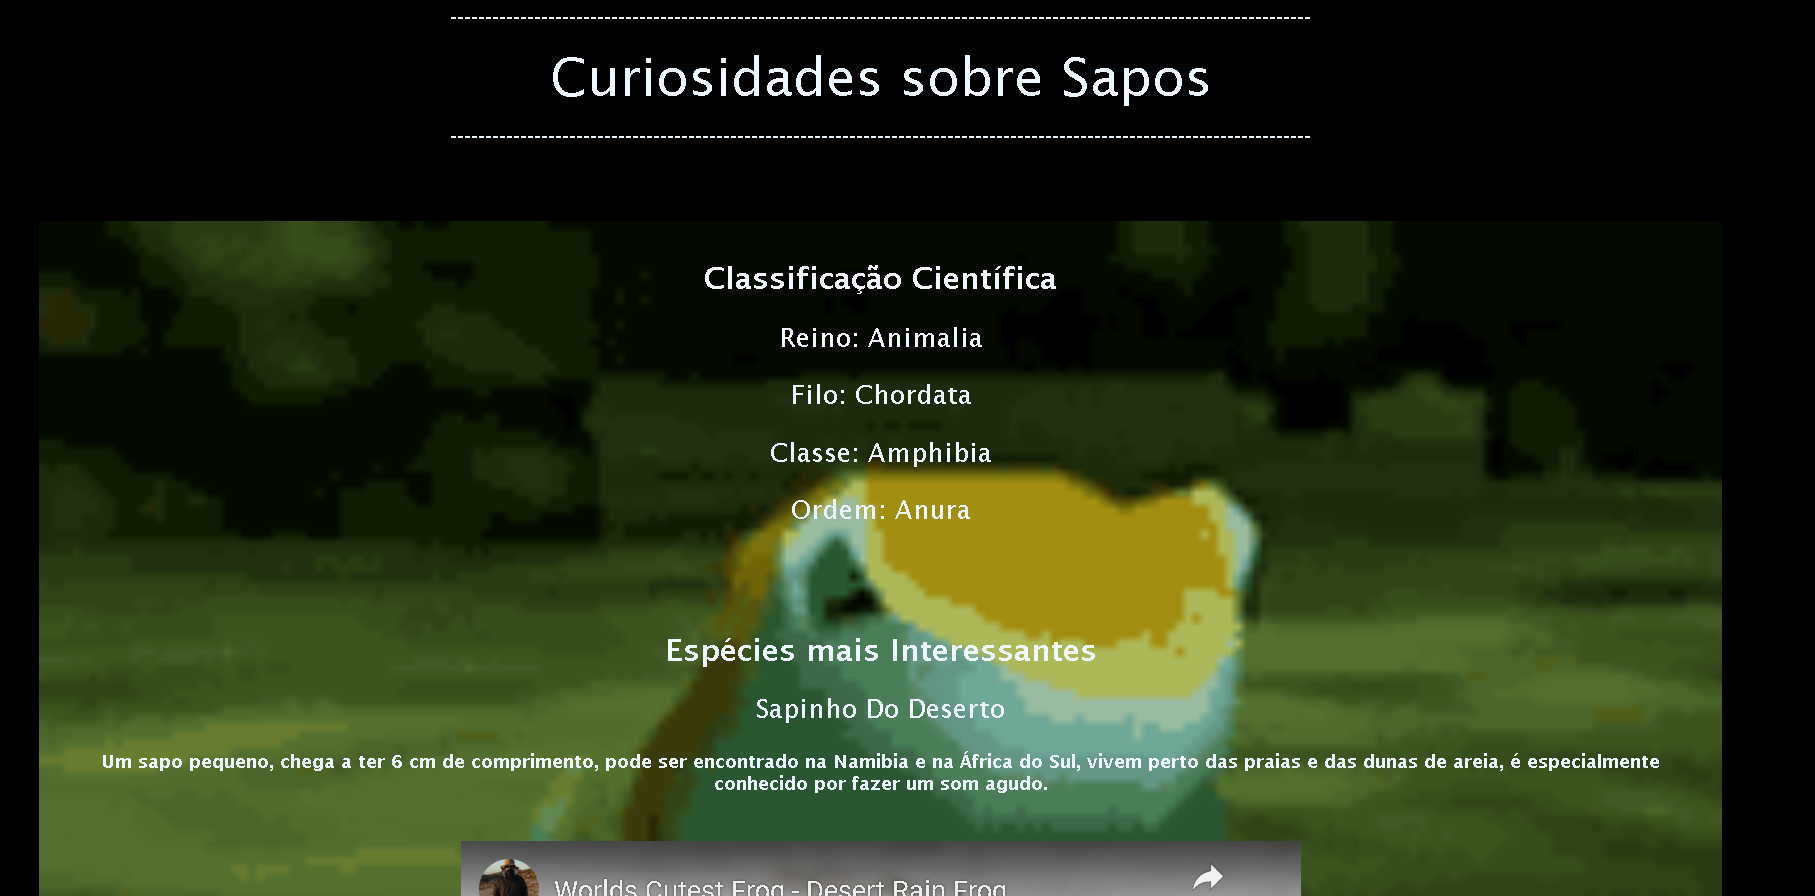 Curiosidades sobre Sapos
Classificação Científica
Reino: Animalia
Filo: Chordata
Classe: Amphibia
Ordem: Anura
Espécies mais Interessantes
Sapinho Do Deserto
Um sapo pequeno, chega a ter 6 cm de comprimento, pode ser encontrado na Namibia e na África do Sul, vivem perto das praias e das dunas de areia, é especialmente
conhecido por fazer um som agudo.
Worlds Cutest Frog - Desert Rain Frog